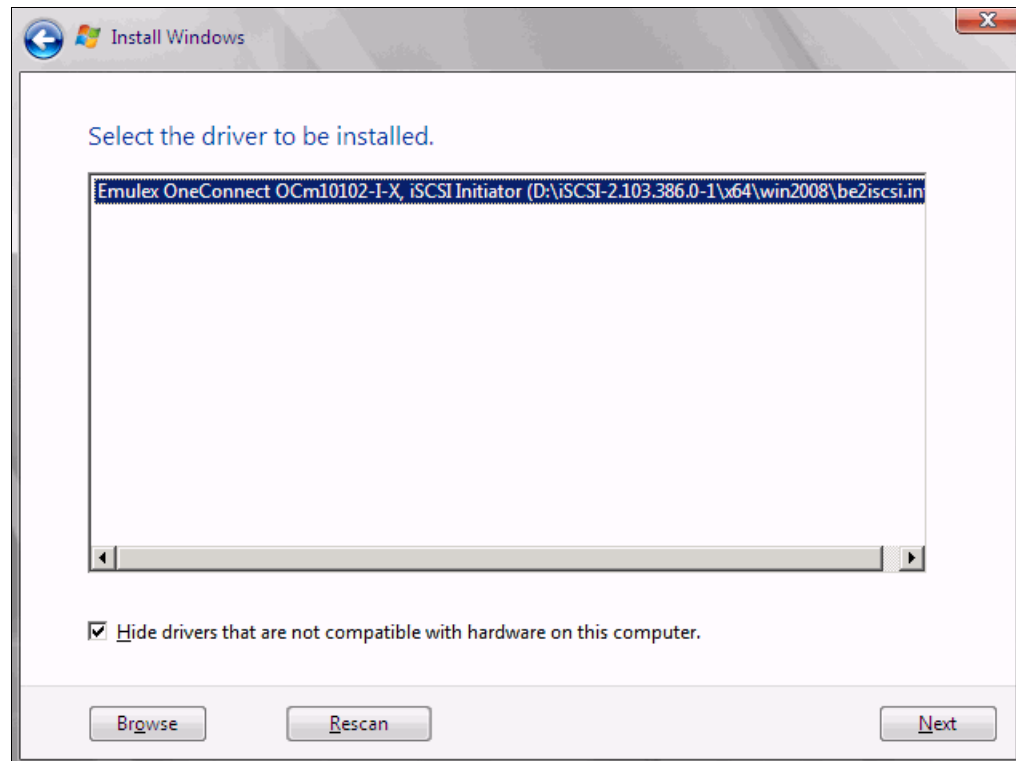 Install Windows
Select the driver to be installed.
Emulex OneConnect OCm10102-I-X, iSCSI Initiator (D:\iSCSI-2.103.386.0-1\x64\win2008\be2iscsi.in
Hide drivers that are not compatible with hardware on this computer.
Browse Rescan Next